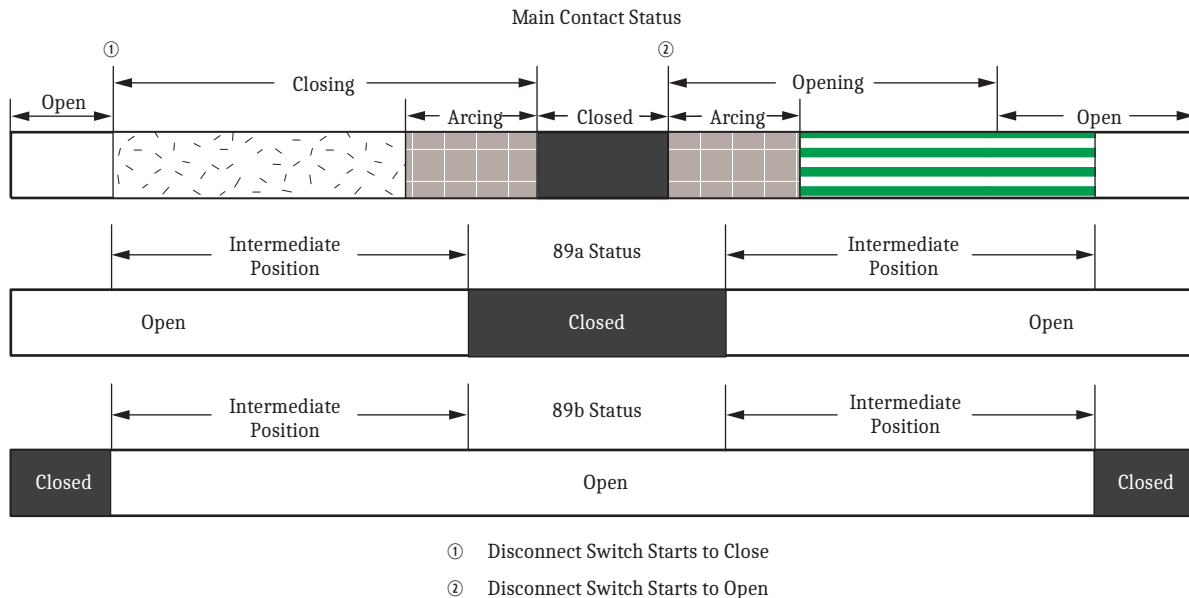 Main Contact Status
① ②
Closing Opening
Open Arcing Closed Arcing Open
Intermediate Position 89a Status Intermediate Position
Open Closed Open
Intermediate Position 89b Status Intermediate Position
Closed Open Closed
① Disconnect Switch Starts to Close
② Disconnect Switch Starts to Open